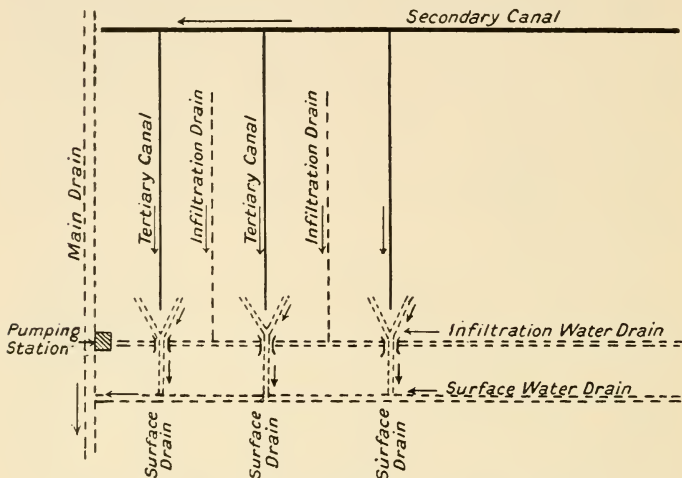 Secondary Canal
Main Drain
Tertiary Canal
Infiltration Drain
Tertiary Canal
Infiltration Drain
Pumping
Station
Infiltration Water Drain
Surface Water Drain
Surface
Drain
Surface
Drain
Surface
Drain